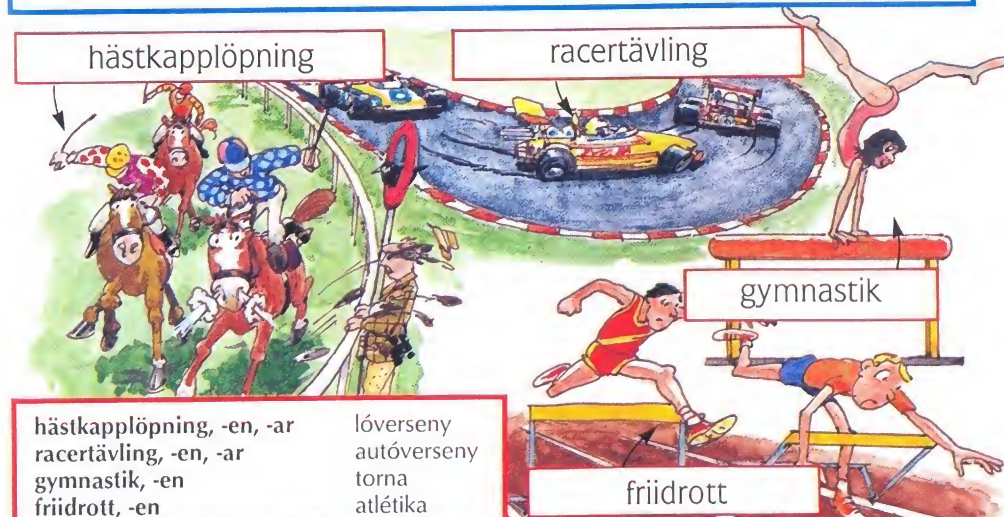 hästkapplöpning
racertävling
gymnastik
friidrott
hästkapplöpning, -en, -ar lóverseny
racertävling, -en, -ar autóverseny
gymnastik, -en torna
friidrott, -en atlétika